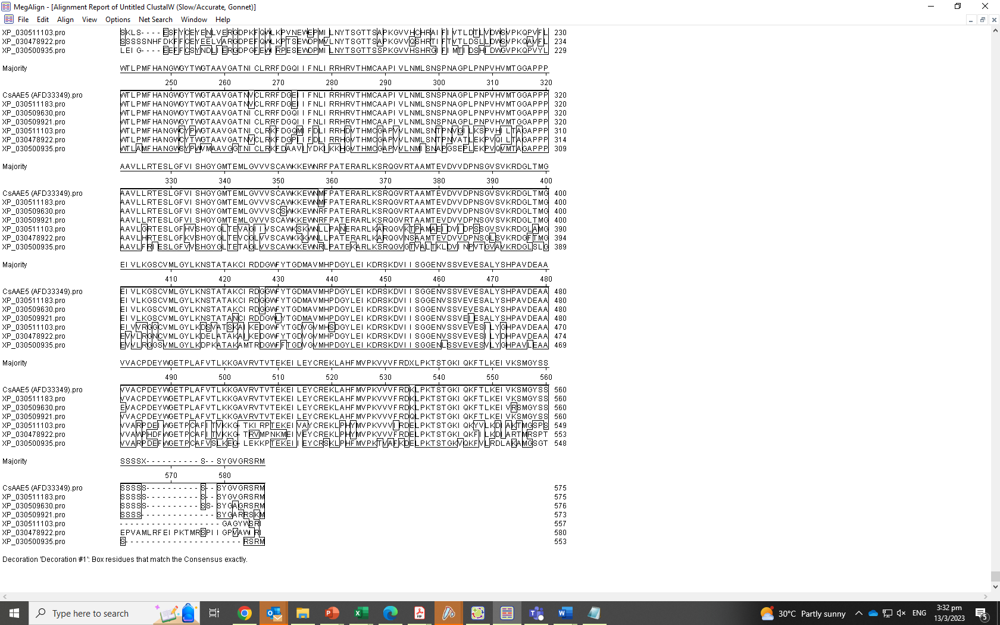 MegAlign - [Alignment Report of Untitled ClustalW (Slow/Accurate, Gonnet)]
File Edit Align View Options Net Search Window Help
XP_030511103.pro SKLS----ESFYCEYENLVERGDPKFQWLKPVNEWEPMILNYTSGTTSAPKGVVHCHRAIFIVTLDTLVDWSVPKQPVFL 230
XP_030478922.pro SSSSSNHFDKFFCEYEELVARGDPEFQWLKPTSEWDPMVLNYTSGTTSAPKGVVQSHRTIFTVTLDSLLDWSVPKQAVFL 234
XP_030500935.pro LEIG----EEFFCSYNDLIERGDPGFEWIRPESEWDPMILNYTSGTTSSPKGVVHSHRGIFIMTIDSHIDWGVPKQPVYL 229
Majority WTLPMFHANGWGYTWGTAAVGATNICLRRFDGQIIFNLIRRHRVTHMCAAPIVLNMLSNSPNAGPLPNPVHVMTGGAPPP
250 260 270 280 290 300 310 320
CsAAE5 (AFD33349).pro WTLPMFHANGWGYTWGTAAVGATNVCLRRFDGEIIFNLIRRHRVTHMCAAPIVLNMLSNSPNAGPLPNPVHVMTGGAPPP 320
XP_030511183.pro WTLPMFHANGWGYTWGTAAVGATNVCLRRFDGEIIFNLIRRHRVTHMCAAPIVLNMLSNSPNAGPLPNPVHVMTGGAPPP 320
XP_030509630.pro WTLPMFHANGWGYTWGTAAVGATNICLRRFDGQIIFNLIRRHRVTHMCAAPIVLNMLSNSPNAGPLPNPVHVMTGGAPPP 320
XP_030509921.pro WTLPMFHANGWGYTWGTAAVGATNICLRRFDGQIIFNLIRRHRVTHMCAAPIVLNMLSNSPNAGPLPNPVHVMTGGAPPP 320
XP_030511103.pro WTLPMFHANGWCYPWGTAAVGATNICLRKFDGQMIFDLIRRHDVTHMCGAPVVLNMLSNTPNVGILKSPVHILTAGAPPP 310
XP_030478922.pro WTLPMFHANGWCYTWGTAAVGATNVCLRKFDGPIIFDLIRRHGVTHMCGAPVVLNMLSNTPNVATLEKPVQILTAGAPPP 314
XP_030500935.pro WTLAMFHANGWSYPWVMAAVGGTNICLRKFDAAVIYDKIKKHGVTHMCGAPVVLNMISNAPGSEPLEKPVQVMTAGAPPP 309
Majority AAVLLRTESLGFVISHGYGMTEMLGVVVSCAWKKEWNRFPATERARLKSRQGVRTAAMTEVDVVDPNSGVSVKRDGLTMG
330 340 350 360 370 380 390 400
CsAAE5 (AFD33349).pro AAVLLRTESLGFVISHGYGMTEMLGVVVSCAWKKEWNMFPATERARLKSRQGVRTAAMTEVDVVDPNSGVSVKRDGLTMG 400
XP_030511183.pro AAVLLRTESLGFVISHGYGMTEMLGVVVSCAWKKEWNMFPATERARLKSRQGVRTAAMTEVDVVDPNSGVSVKRDGLTMG 400
XP_030509630.pro AAVLLRTESLGFVISHGYGMTEMLGVVVSCSWKKEWNRFPATERARLKSRQGVRTAAMTEVDVVDPNSGVSVKRDGLTMG 400
XP_030509921.pro AAVLLRTESLGFVISHGYGMTEMLGVVVSCAWKKEWNRFPATERARLKSRQGVRTAAMTEVDVVDPNSGVSVKRDGLTMG 400
XP_030511103.pro AAVLGRTESLGFHVSHGYGLTEVAGIIVSCAWKSKWNLLPANERARLKARQGVKTPAMAEIDVIDPSSGVSVKRDGLAMG 390
XP_030478922.pro AAVLHRTESLGFVVSHGYGLTEVCGLVVSCAWKKKWNLLPATERARLKARQGVNSAAMTEVDVVDPNSGLSVKRDGFTMG 394
XP_030500935.pro AAVLFRTESLGFVVSHGYGLTETAGLVVSCAWKKEWNRLPATEKARLKSRQGVGTVALTKLDVINPVTGVAVKRDGLSLG 389
Majority EIVLKGSCVMLGYLKNSTATAKCIRDDGWFYTGDMAVMHPDGYLEIKDRSKDVIISGGENVSSVEVESALYSHPAVDEAA
410 420 430 440 450 460 470 480
CsAAE5 (AFD33349).pro EIVLKGSCVMLGYLKNSTATAKCIRDGGWFYTGDMAVMHPDGYLEIKDRSKDVIISGGENVSSVEVESALYSHPAVDEAA 480
XP_030511183.pro EIVLKGSCVMLGYLKNSTATAKCIRDGGWFYTGDMAVMHPDGYLEIKDRSKDVIISGGENVSSVEVESALYSHPAVDEAA 480
XP_030509630.pro EIVLKGSCVMLGYLKNSTATAKCIRDGGWFYTGDMAVMHPDGYLEIKDRSKDVIISGGENVSSVEVESALYSHPAVDEAA 480
XP_030509921.pro EIVLKGSCVMLGYLKNSTATANCIRDDGWLYTGDMAVMHPDGYLEIKDRSKDVIISGGENVSSVEIESALYSHPAVDEAA 480
XP_030511103.pro EIVVRGGCVMLGYLKDSVATSKAIKEDGWFYTGDVGVMHSDGYLEIKDRSKDVIISGGENVSSVEVESILYGHPAVDEAA 470
XP_030478922.pro EVVLRGNCVMLGYLKDELATAKAIKEDGWFYTGDVGVMHPDGYLEIKDRSKDVIISGGENVSSVEVESILYDHPAVDEAA 474
XP_030500935.pro EVVLRGGSVMLGYLKDPKATAKAMTRDGWFFTGDVGVMHPDGYLEIKDRSKDVIISGGENLSSVEVESVLYGHPAVLEAA 469
Majority VVACPDEYWGETPLAFVTLKKGAVRVTVTEKEILEYCREKLAHFMVPKVVVFRDXLPKTSTGKIQKFTLKEIVKSMGYSS
490 500 510 520 530 540 550 560
CsAAE5 (AFD33349).pro VVACPDEYWGETPLAFVTLKKGAVRVTVTEKEILEYCREKLAHFMVPKVVVFRDKLPKTSTGKIQKFTLKEIVKSMGYSS 560
XP_030511183.pro VVACPDEYWGETPLAFVTLKKGAVRVTVTEKEILEYCREKLAHFMVPKVVVFRDKLPKTSTGKIQKFTLKEIVKSMGYSS 560
XP_030509630.pro EVACPDEYWGETPLAFVTLKKGAVRVTVTEKEILEYCREKLAHFMVPKVVVFRDKLPKTSTGKIQKFTLKEIVRSMGYSS 560
XP_030509921.pro VVACPDEYWGETPLAFVTLKKGAVRVTVTEKEILEYCREKLAHFMVPKVVVFRDQLPKTSTGKIQKFTLKEIVKSMGYSS 560
XP_030511103.pro VVARPDEIWGETPCAFITVKKG-TKIRPTEKEIVAYCREKLPHYMVPKVVVIRDELPKTSTGKIQKYVLKDIAKTMGSPS 549
XP_030478922.pro VVAWPHDFWGETPCAFITVKKG-TRVMPNKMEIVEYCREKLPHYMVPKVVVFRDELPKTSTGKIQKFILKDLARTMRSPT 553
XP_030500935.pro VVARPDEFWGETPCAFVSLKEG-LEKKPTEKEIIEYCRSKLPHFMVPKTVAFKDELPKTSTGKVQKFVLRDLAKAMGSGT 548
Majority SSSSX----------S--SYGVGRSRM
570 580
CsAAE5 (AFD33349).pro SSSSS----------S--SYGVGRSRM 575
XP_030511183.pro SSSSS----------S--SYGVGRSRM 575
XP_030509630.pro SSSSS----------SS-SYGAGRSRM 576
XP_030509921.pro SSSS--------------SYGARRSKM 573
XP_030511103.pro -------------------GAGYWSRI 557
XP_030478922.pro EPVAMLRFEIPKTMRSPIIGPVAWIRI 580
XP_030500935.pro S----------------------RSRM 553
Decoration 'Decoration #1': Box residues that match the Consensus exactly.
Type here to search
30°C Partly sunny
ENG
3:32 pm
13/3/2023
5